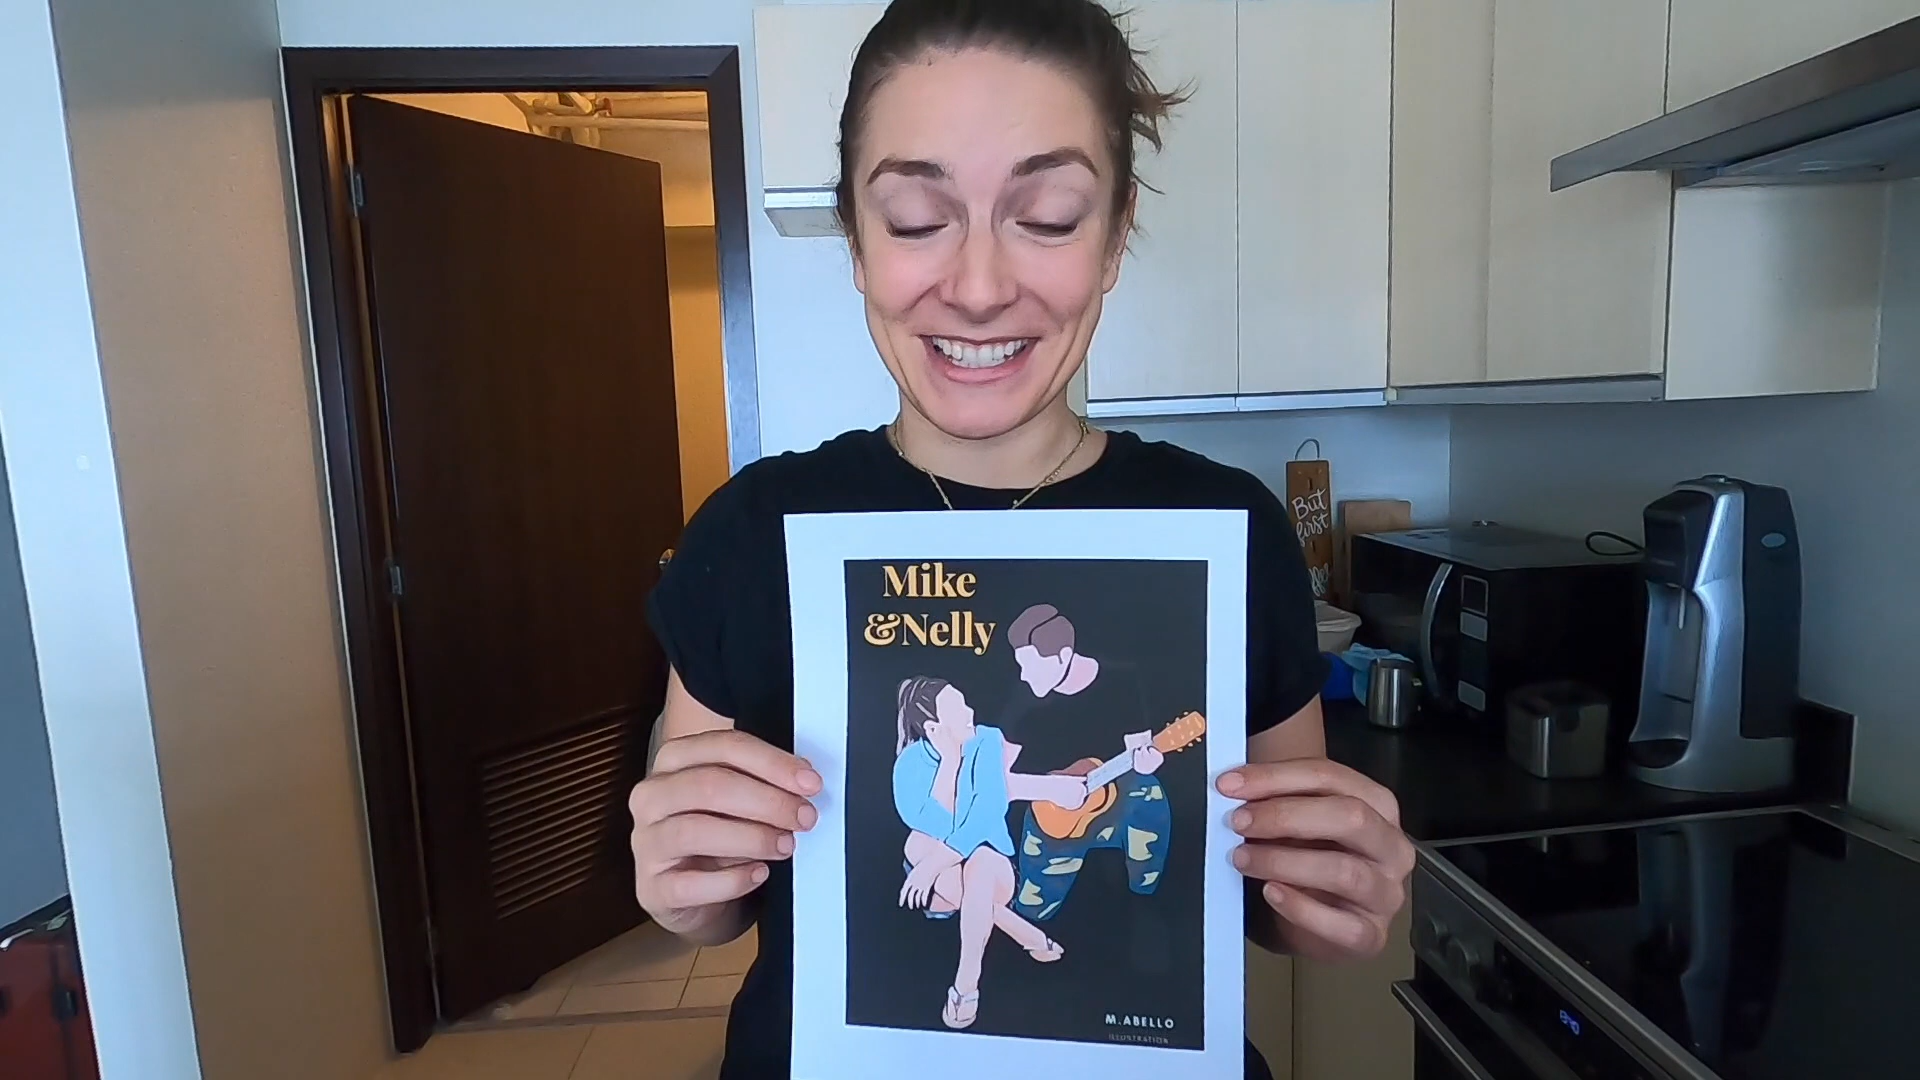 Mike
&Nelly
M.ABELLO
ILLUSTRATION
But
first